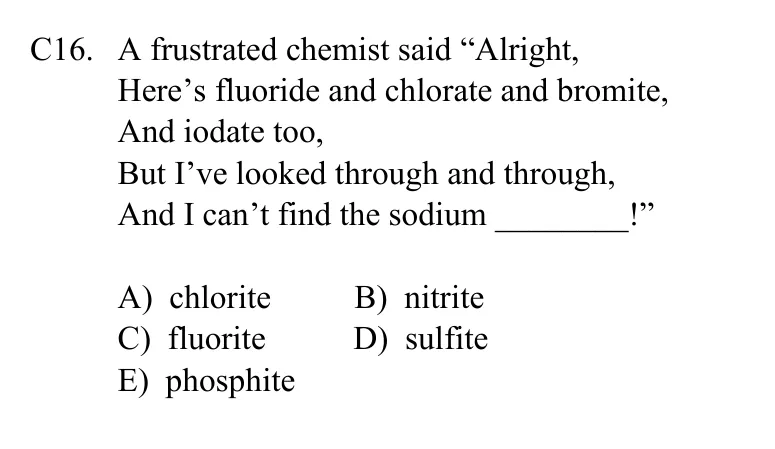 C16. A frustrated chemist said “Alright,
Here’s fluoride and chlorate and bromite,
And iodate too,
But I’ve looked through and through,
And I can’t find the sodium ________!”
A) chlorite B) nitrite
C) fluorite D) sulfite
E) phosphite